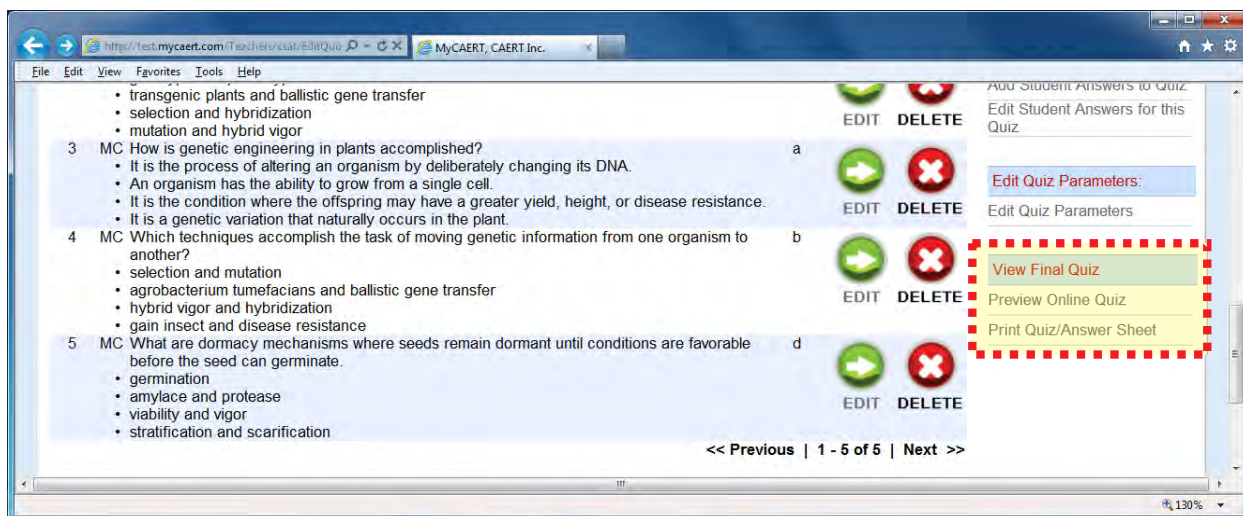 http://test.mycaert.com/Teachers/csat/EditQuiz
MyCAERT, CAERT Inc.
File Edit View Favorites Tools Help
• transgenic plants and ballistic gene transfer
• selection and hybridization
• mutation and hybrid vigor
EDIT DELETE
Add Student Answers to Quiz
Edit Student Answers for this
Quiz
3 MC How is genetic engineering in plants accomplished? a
• It is the process of altering an organism by deliberately changing its DNA.
• An organism has the ability to grow from a single cell.
• It is the condition where the offspring may have a greater yield, height, or disease resistance.
• It is a genetic variation that naturally occurs in the plant.
EDIT DELETE
Edit Quiz Parameters:
Edit Quiz Parameters
4 MC Which techniques accomplish the task of moving genetic information from one organism to b
another?
• selection and mutation
• agrobacterium tumefacians and ballistic gene transfer
• hybrid vigor and hybridization
• gain insect and disease resistance
EDIT DELETE
View Final Quiz
Preview Online Quiz
Print Quiz/Answer Sheet
5 MC What are dormacy mechanisms where seeds remain dormant until conditions are favorable d
before the seed can germinate.
• germination
• amylace and protease
• viability and vigor
• stratification and scarification
EDIT DELETE
<< Previous | 1 - 5 of 5 | Next >>
130%